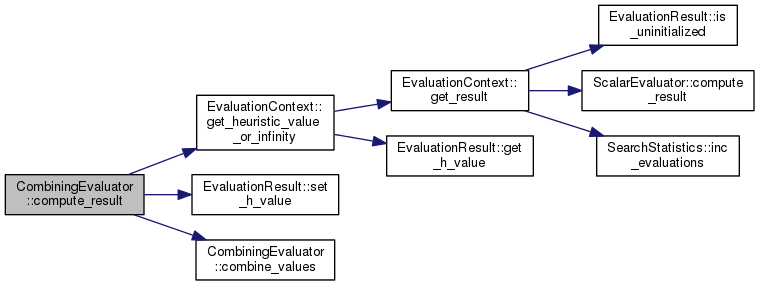 CombiningEvaluator
::compute_result
EvaluationContext::
get_heuristic_value
_or_infinity
EvaluationResult::set
_h_value
CombiningEvaluator
::combine_values
EvaluationContext::
get_result
EvaluationResult::get
_h_value
EvaluationResult::is
_uninitialized
ScalarEvaluator::compute
_result
SearchStatistics::inc
_evaluations